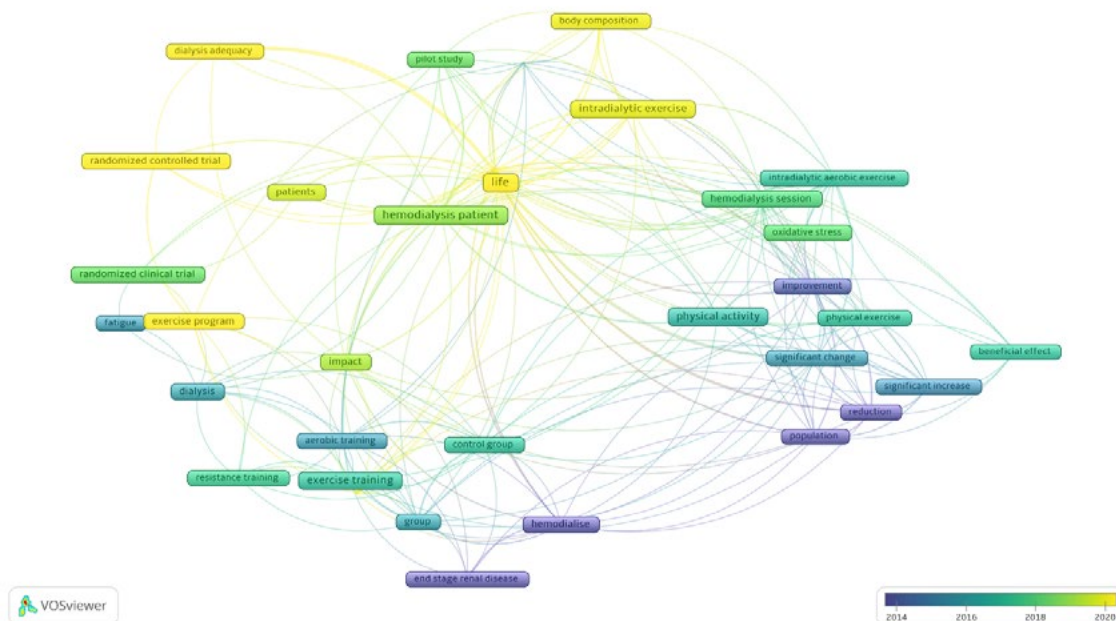 body composition
dialysis adequacy
pilot study
intradialytic exercise
randomized controlled trial
life
intradialytic aerobic exercise
patients
hemodialysis session
hemodialysis patient
oxidative stress
randomized clinical trial
improvement
fatigue
exercise program
physical activity
physical exercise
beneficial effect
impact
significant change
dialysis
significant increase
reduction
aerobic training
control group
population
resistance training
exercise training
group
hemodialise
end stage renal disease
VOSviewer
2014 2016 2018 2020